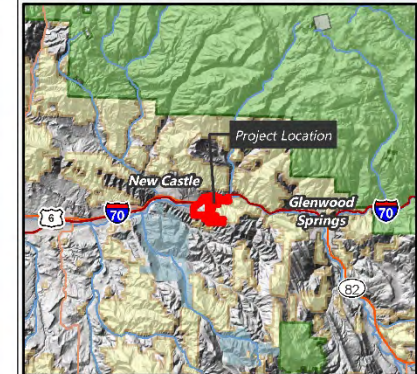 Project Location
New Castle
Glenwood
Springs
6
70
70
82